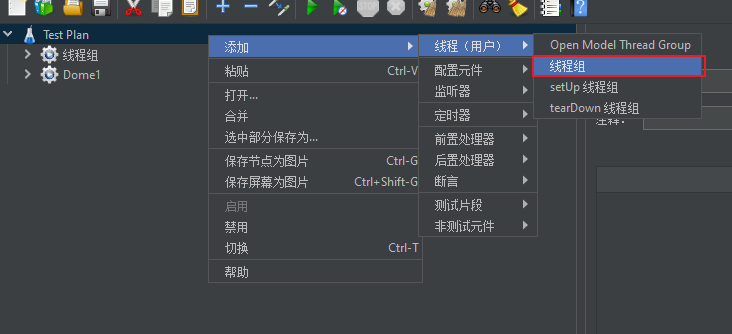 Test Plan
线程组
Dome1
添加
粘贴 Ctrl-V
打开...
合并
选中部分保存为...
保存节点为图片 Ctrl-G
保存屏幕为图片 Ctrl+Shift-G
启用
禁用
切换 Ctrl-T
帮助
线程（用户）
配置元件
监听器
定时器
前置处理器
后置处理器
断言
测试片段
非测试元件
Open Model Thread Group
线程组
setUp 线程组
tearDown 线程组
注释：